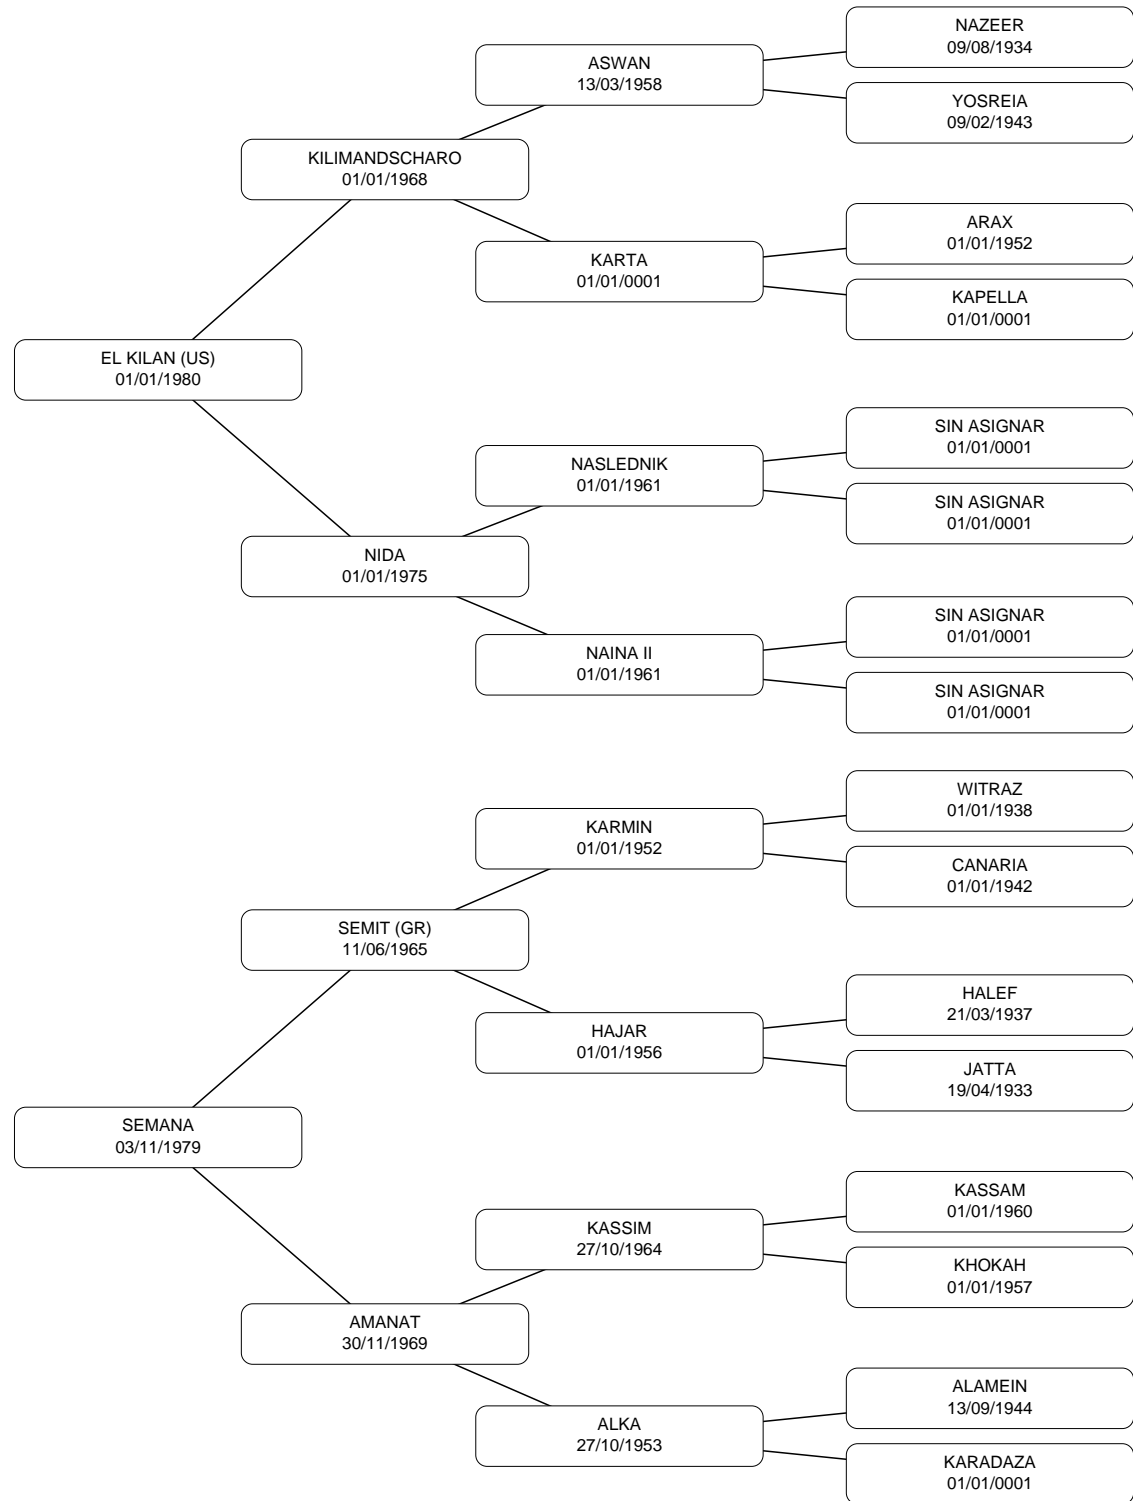 NAZEER
09/08/1934
ASWAN
13/03/1958
YOSREIA
09/02/1943
KILIMANDSCHARO
01/01/1968
ARAX
01/01/1952
KARTA
01/01/0001
KAPELLA
01/01/0001
EL KILAN (US)
01/01/1980
SIN ASIGNAR
01/01/0001
NASLEDNIK
01/01/1961
SIN ASIGNAR
01/01/0001
NIDA
01/01/1975
SIN ASIGNAR
01/01/0001
NAINA II
01/01/1961
SIN ASIGNAR
01/01/0001
WITRAZ
01/01/1938
KARMIN
01/01/1952
CANARIA
01/01/1942
SEMIT (GR)
11/06/1965
HALEF
21/03/1937
HAJAR
01/01/1956
JATTA
19/04/1933
SEMANA
03/11/1979
KASSAM
01/01/1960
KASSIM
27/10/1964
KHOKAH
01/01/1957
AMANAT
30/11/1969
ALAMEIN
13/09/1944
ALKA
27/10/1953
KARADAZA
01/01/0001